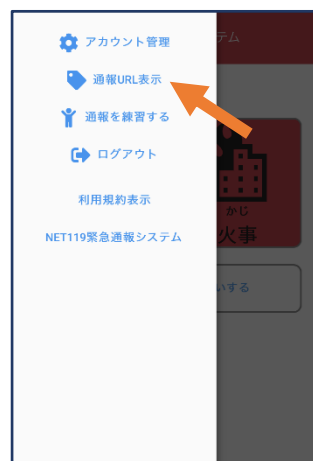 アカウント管理
テム
通報URL表示
通報を練習する
ログアウト
利用規約表示
かじ
火事
NET119緊急通報システム
いする